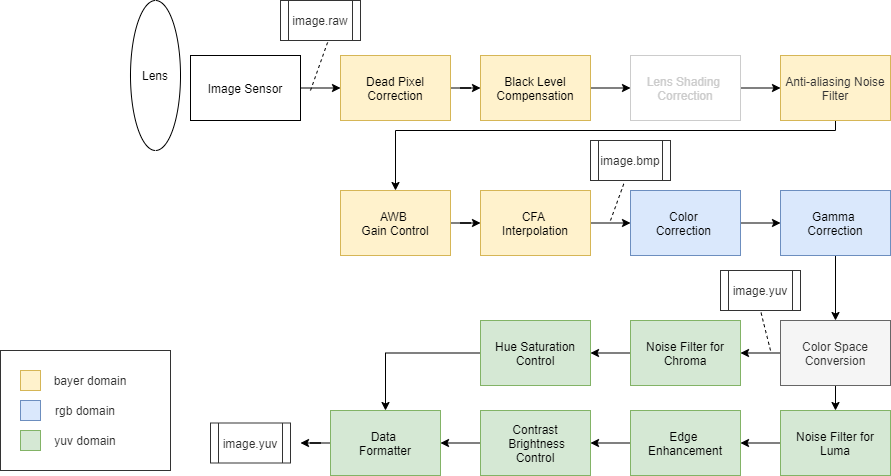 image.raw
Lens
Image Sensor
Dead Pixel
Correction
Black Level
Compensation
Lens Shading
Correction
Anti-aliasing Noise
Filter
image.bmp
AWB
Gain Control
CFA
Interpolation
Color
Correction
Gamma
Correction
image.yuv
Hue Saturation
Control
Noise Filter for
Chroma
Color Space
Conversion
bayer domain
rgb domain
yuv domain
image.yuv
Data
Formatter
Contrast
Brightness
Control
Edge
Enhancement
Noise Filter for
Luma